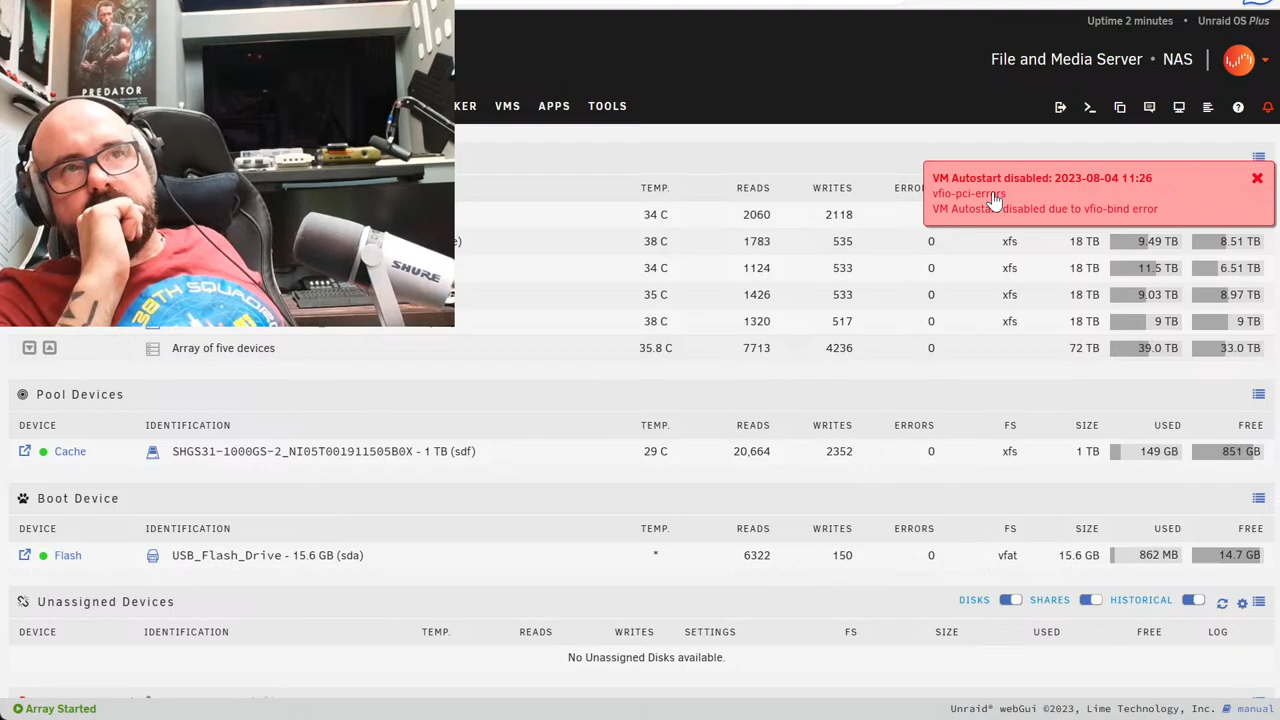 PREDATOR
SHURE
28TH SQUADRON
Uptime 2 minutes • Unraid OS Plus
File and Media Server • NAS
KER VMS APPS TOOLS
VM Autostart disabled: 2023-08-04 11:26
vfio-pci-errors
VM Autostart disabled due to vfio-bind error
TEMP. READS WRITES
34 C 2060 2118
38 C 1783 535 0 xfs 18 TB 9.49 TB 8.51 TB
34 C 1124 533 0 xfs 18 TB 11.5 TB 6.51 TB
35 C 1426 533 0 xfs 18 TB 9.03 TB 8.97 TB
38 C 1320 517 0 xfs 18 TB 9 TB 9 TB
Array of five devices 35.8 C 7713 4236 0 72 TB 39.0 TB 33.0 TB
Pool Devices
DEVICE IDENTIFICATION TEMP. READS WRITES ERRORS FS SIZE USED FREE
Cache SHGS31-1000GS-2_NI05T001911505B0X - 1 TB (sdf) 29 C 20,664 2352 0 xfs 1 TB 149 GB 851 GB
Boot Device
DEVICE IDENTIFICATION TEMP. READS WRITES ERRORS FS SIZE USED FREE
Flash USB_Flash_Drive - 15.6 GB (sda) * 6322 150 0 vfat 15.6 GB 862 MB 14.7 GB
Unassigned Devices DISKS SHARES HISTORICAL
DEVICE IDENTIFICATION TEMP. READS WRITES SETTINGS FS SIZE USED FREE LOG
No Unassigned Disks available.
Array Started Unraid® webGui ©2023, Lime Technology, Inc. manual